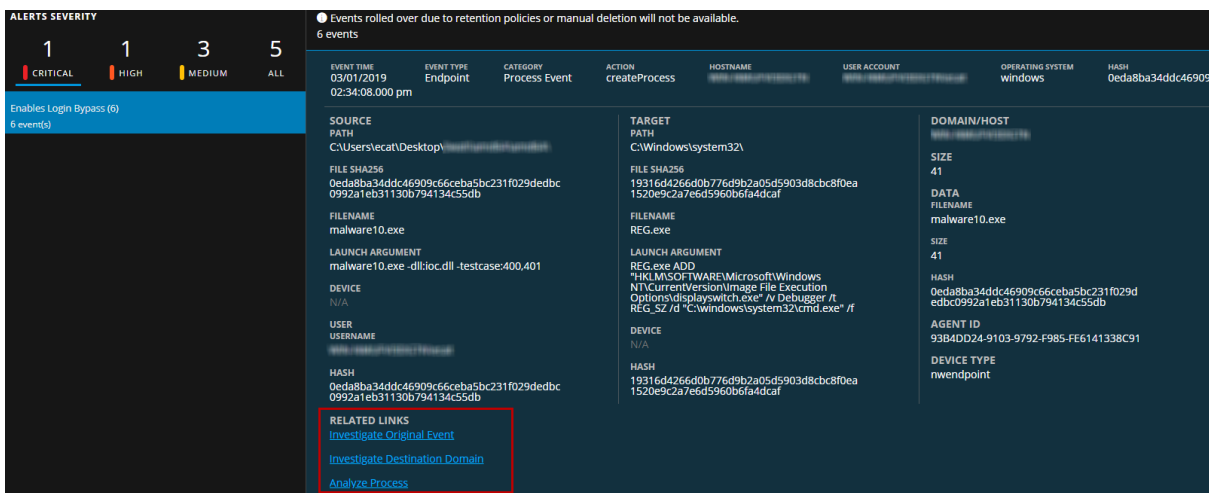 ALERTS SEVERITY
1
1
3
5
CRITICAL
HIGH
MEDIUM
ALL
Enables Login Bypass (6)
6 event(s)
Events rolled over due to retention policies or manual deletion will not be available.
6 events
EVENT TIME
03/01/2019
02:34:08.000 pm
EVENT TYPE
Endpoint
CATEGORY
Process Event
ACTION
createProcess
HOSTNAME
USER ACCOUNT
OPERATING SYSTEM
windows
HASH
0eda8ba34ddc46909
SOURCE
PATH
C:\Users\ecat\Desktop\
FILE SHA256
0eda8ba34ddc46909c66ceba5bc231f029dedbc
0992a1eb31130b794134c55db
FILENAME
malware10.exe
LAUNCH ARGUMENT
malware10.exe -dll:ioc.dll -testcase:400,401
DEVICE
N/A
USER
USERNAME
HASH
0eda8ba34ddc46909c66ceba5bc231f029dedbc
0992a1eb31130b794134c55db
TARGET
PATH
C:\Windows\system32\
FILE SHA256
19316d4266d0b776d9b2a05d5903d8cbc8f0ea
1520e9c2a7e6d5960b6fa4dcaf
FILENAME
REG.exe
LAUNCH ARGUMENT
REG.exe ADD
"HKLM\SOFTWARE\Microsoft\Windows
NT\CurrentVersion\Image File Execution
Options\displayswitch.exe" /v Debugger /t
REG_SZ /d "C:\windows\system32\cmd.exe" /f
DEVICE
N/A
HASH
19316d4266d0b776d9b2a05d5903d8cbc8f0ea
1520e9c2a7e6d5960b6fa4dcaf
DOMAIN/HOST
SIZE
41
DATA
FILENAME
malware10.exe
SIZE
41
HASH
0eda8ba34ddc46909c66ceba5bc231f029d
edbc0992a1eb31130b794134c55db
AGENT ID
93B4DD24-9103-9792-F985-FE6141338C91
DEVICE TYPE
nwendpoint
RELATED LINKS
Investigate Original Event
Investigate Destination Domain
Analyze Process